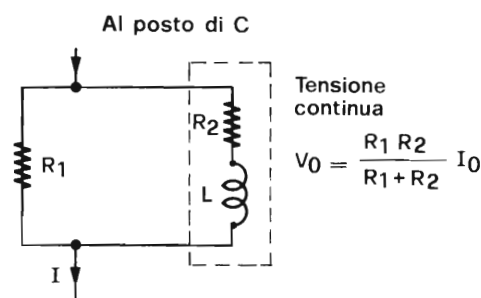 Al posto di C
R1
R2
L
I
Tensione
continua
V0 = R1 R2 / R1 + R2 I0